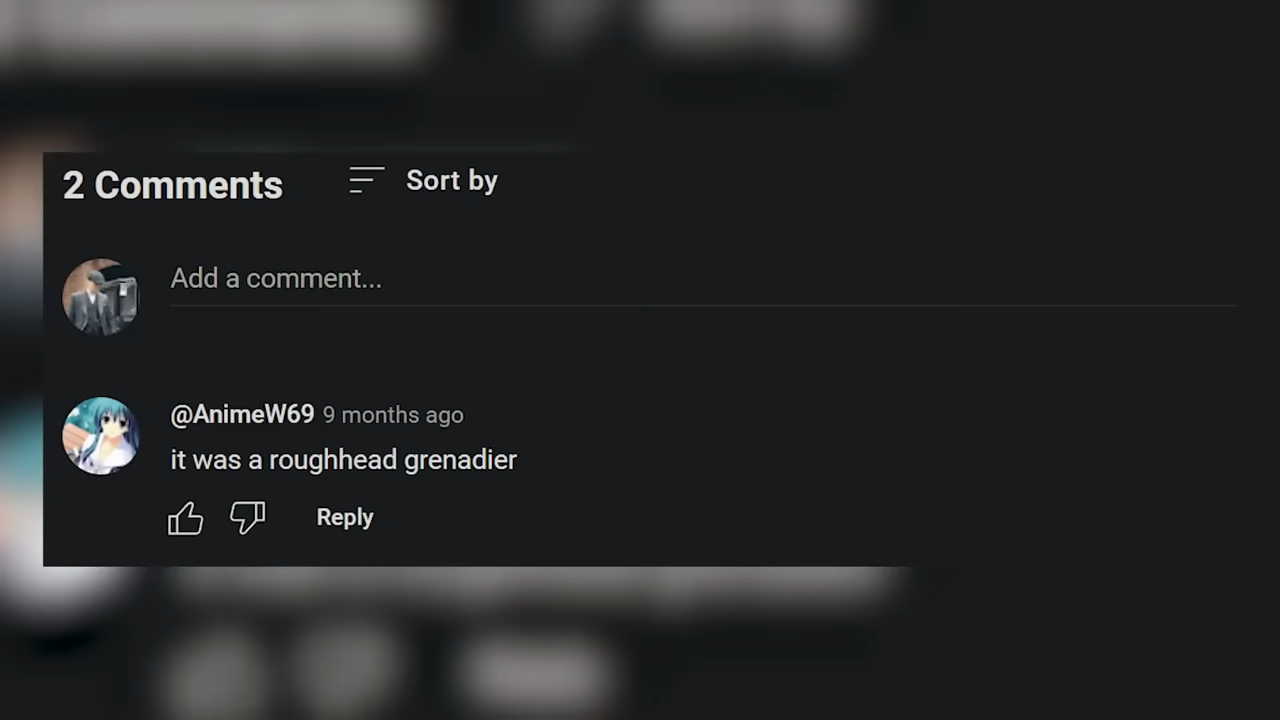 2 Comments
Sort by
Add a comment...
@AnimeW69 9 months ago
it was a roughhead grenadier
Reply